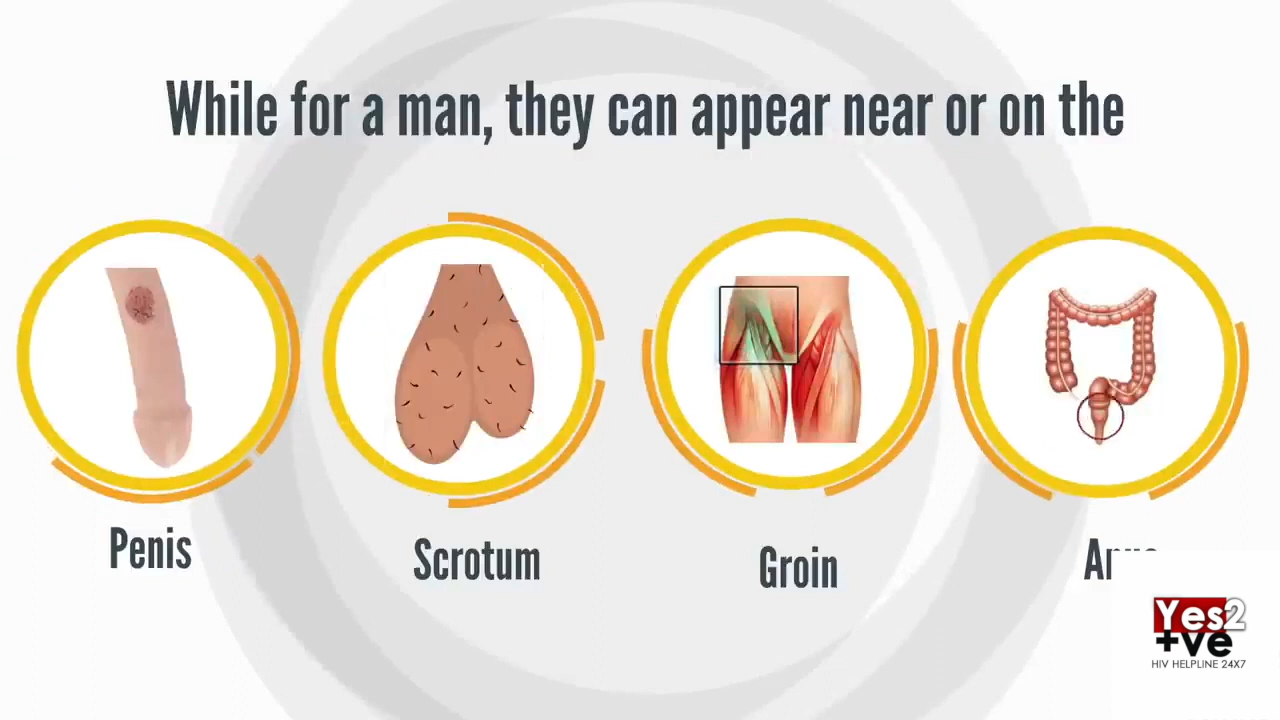 While for a man, they can appear near or on the
Penis
Scrotum
Groin
Yes2
+ve
HIV HELPLINE 24X7